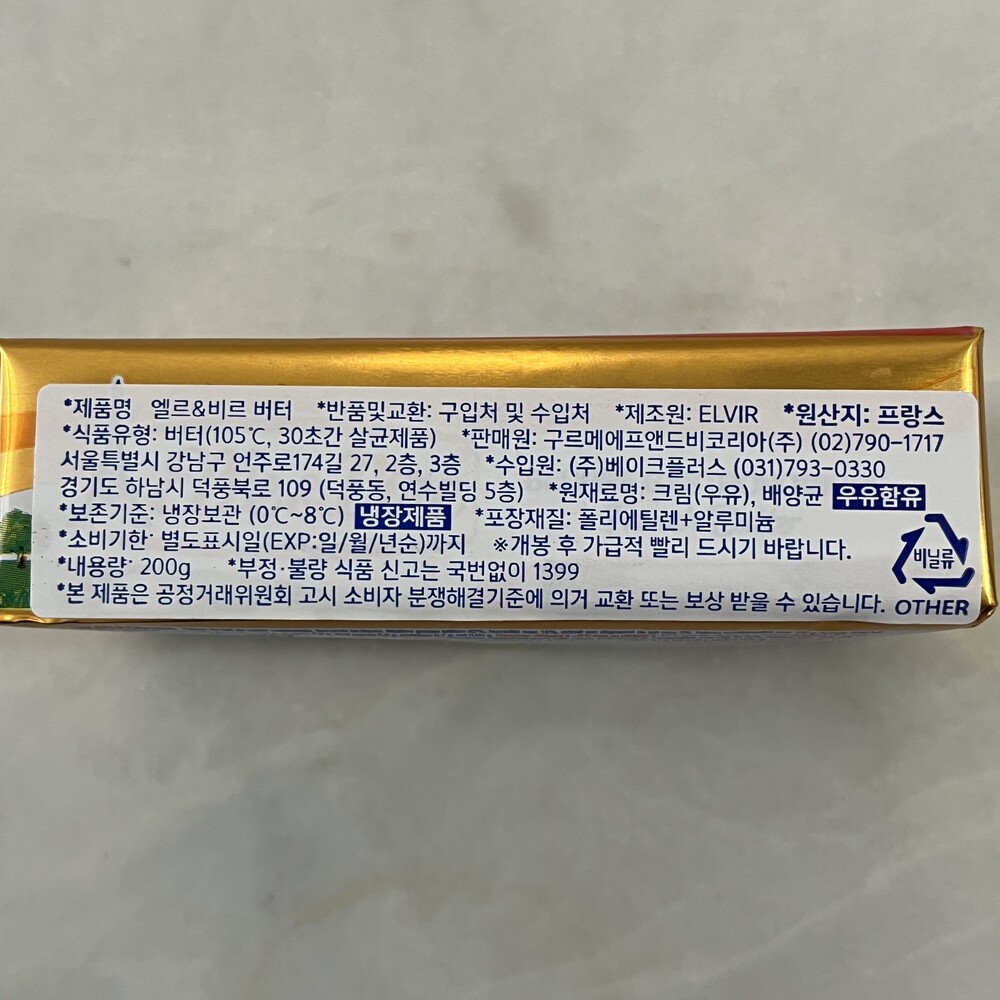 *제품명 엘르&비르 버터 *반품및교환: 구입처 및 수입처 *제조원: ELVIR *원산지: 프랑스
*식품유형: 버터(105℃, 30초간 살균제품) *판매원: 구르메에프앤드비코리아(주) (02)790-1717
서울특별시 강남구 언주로174길 27, 2층, 3층 *수입원: (주)베이크플러스 (031)793-0330
경기도 하남시 덕풍북로 109 (덕풍동, 연수빌딩 5층) *원재료명: 크림(우유), 배양균 우유함유
*보존기준: 냉장보관 (0℃~8℃) 냉장제품 *포장재질: 폴리에틸렌+알루미늄
*소비기한· 별도표시일(EXP:일/월/년순)까지 ※개봉 후 가급적 빨리 드시기 바랍니다.
*내용량· 200g *부정·불량 식품 신고는 국번없이 1399
*본 제품은 공정거래위원회 고시 소비자 분쟁해결기준에 의거 교환 또는 보상 받을 수 있습니다.
비닐류
OTHER